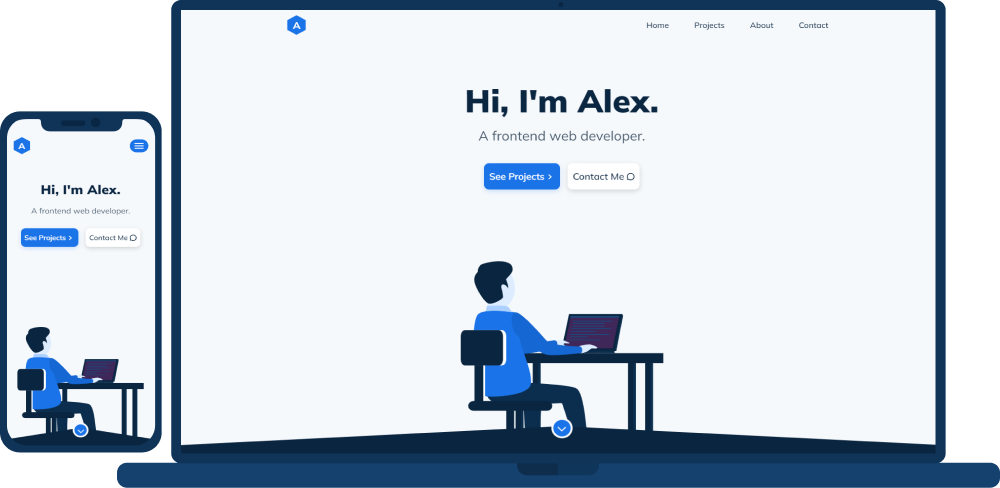 A
Hi, I'm Alex.
A frontend web developer.
See Projects
Contact Me
A
Home Projects About Contact
Hi, I'm Alex.
A frontend web developer.
See Projects
Contact Me